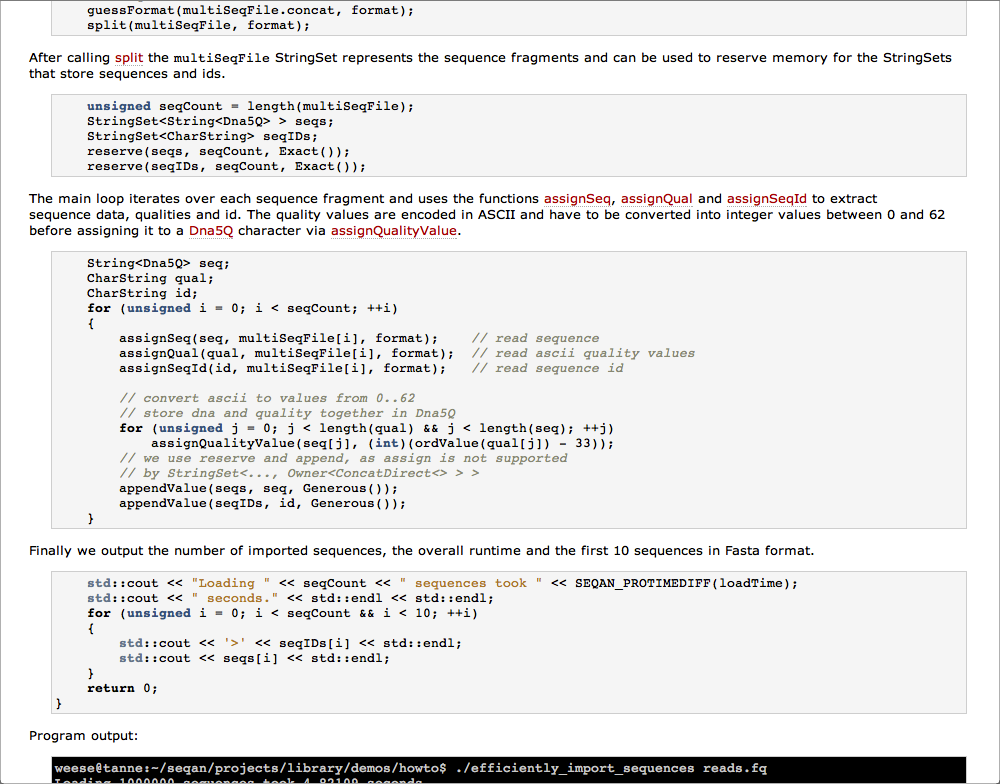 guessFormat(multiSeqFile.concat, format);
split(multiSeqFile, format);
After calling split the multiSeqFile StringSet represents the sequence fragments and can be used to reserve memory for the StringSets
that store sequences and ids.
unsigned seqCount = length(multiSeqFile);
StringSet<String<Dna5Q> > seqs;
StringSet<CharString> seqIDs;
reserve(seqs, seqCount, Exact());
reserve(seqIDs, seqCount, Exact());
The main loop iterates over each sequence fragment and uses the functions assignSeq, assignQual and assignSeqId to extract
sequence data, qualities and id. The quality values are encoded in ASCII and have to be converted into integer values between 0 and 62
before assigning it to a Dna5Q character via assignQualityValue.
String<Dna5Q> seq;
CharString qual;
CharString id;
for (unsigned i = 0; i < seqCount; ++i)
{
assignSeq(seq, multiSeqFile[i], format);    // read sequence
assignQual(qual, multiSeqFile[i], format);  // read ascii quality values
assignSeqId(id, multiSeqFile[i], format);   // read sequence id
// convert ascii to values from 0..62
// store dna and quality together in Dna5Q
for (unsigned j = 0; j < length(qual) && j < length(seq); ++j)
assignQualityValue(seq[j], (int)(ordValue(qual[j]) - 33));
// we use reserve and append, as assign is not supported
// by StringSet<..., Owner<ConcatDirect<> > >
appendValue(seqs, seq, Generous());
appendValue(seqIDs, id, Generous());
}
Finally we output the number of imported sequences, the overall runtime and the first 10 sequences in Fasta format.
std::cout << "Loading " << seqCount << " sequences took " << SEQAN_PROTIMEDIFF(loadTime);
std::cout << " seconds." << std::endl << std::endl;
for (unsigned i = 0; i < seqCount && i < 10; ++i)
{
std::cout << '>' << seqIDs[i] << std::endl;
std::cout << seqs[i] << std::endl;
}
return 0;
}
Program output:
weese@tanne:~/seqan/projects/library/demos/howto$ ./efficiently_import_sequences reads.fq
Loading 1000000 sequences took 4.82109 seconds